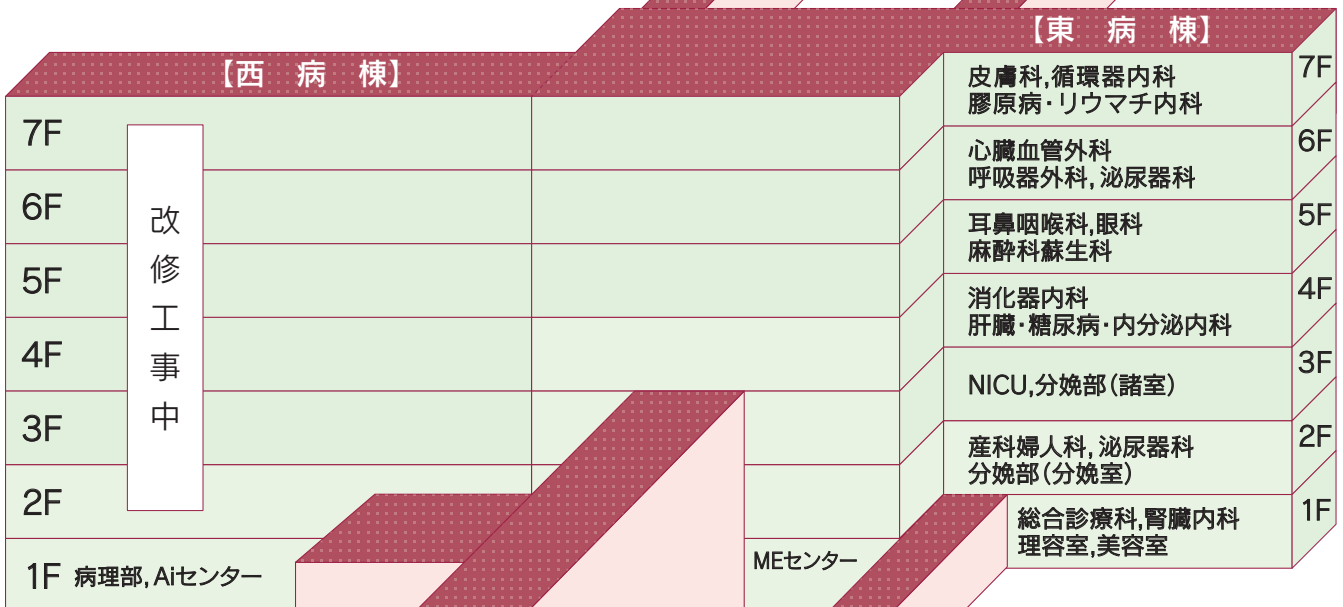 【東　病　棟】
【西　病　棟】
7F
6F
5F
4F
3F
2F
1F 病理部,Aiセンター
改修工事中
MEセンター
皮膚科,循環器内科
膠原病・リウマチ内科
7F
心臓血管外科
呼吸器外科,泌尿器科
6F
耳鼻咽喉科,眼科
麻酔科蘇生科
5F
消化器内科
肝臓・糖尿病・内分泌内科
4F
NICU,分娩部(諸室)
3F
産科婦人科,泌尿器科
分娩部(分娩室)
2F
総合診療科,腎臓内科
理容室,美容室
1F